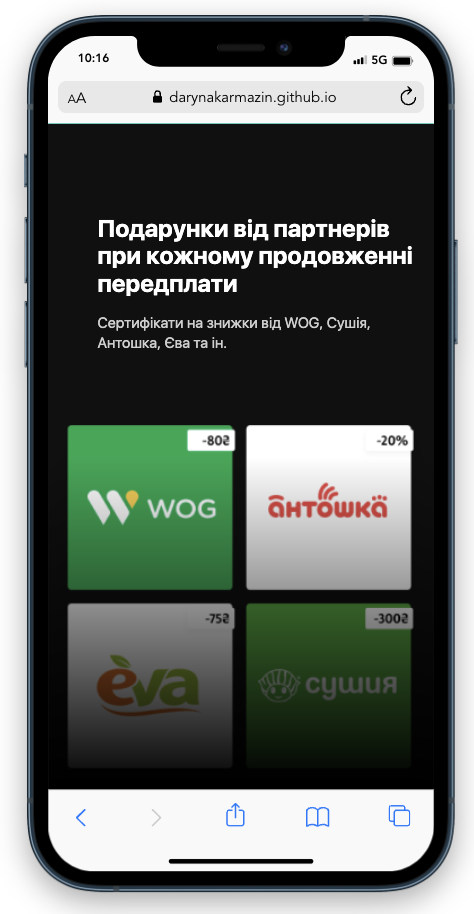 10:16
5G
AA
darynakarmazin.github.io
Подарунки від партнерів
при кожному продовженні
передплати
Сертифікати на знижки від WOG, Сушія,
Антошка, Єва та ін.
-80₴
WOG
-20%
антошка
-75₴
eva
-300₴
сушия